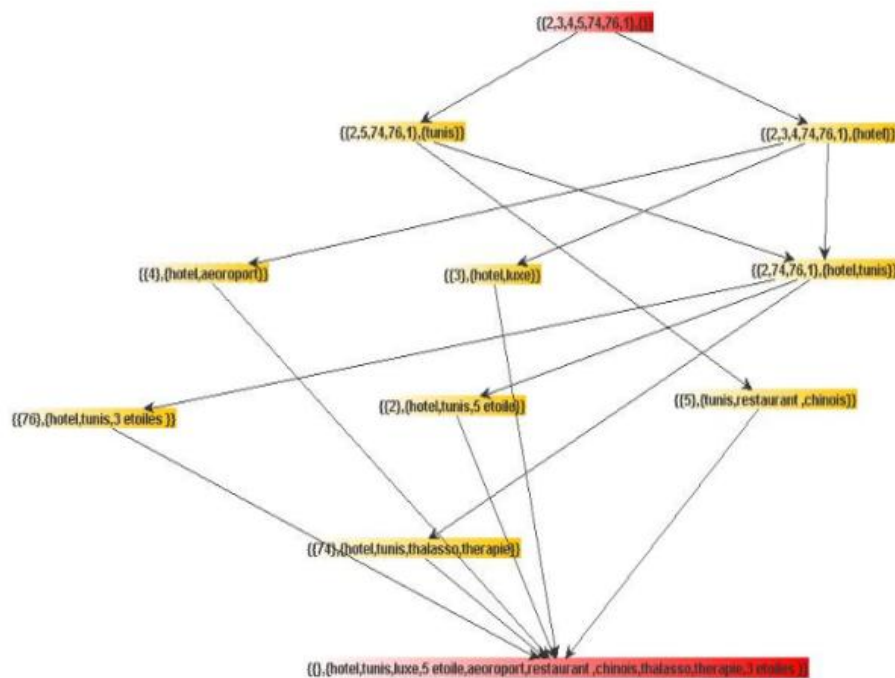 {{2,3,4,5,74,76,1},{}}
{{2,5,74,76,1},{tunis}}
{{2,3,4,74,76,1},{hotel}}
{{4},{hotel,aeoroport}}
{{3},{hotel,luxe}}
{{2,74,76,1},{hotel,tunis}}
{{76},{hotel,tunis,3 etoiles }}
{{2},{hotel,tunis,5 etoile}}
{{5},{tunis,restaurant ,chinois}}
{{74},{hotel,tunis,thalasso,therapie}}
{{},{hotel,tunis,luxe,5 etoile,aeoroport,restaurant ,chinois,thalasso,therapie,3 etoiles }}